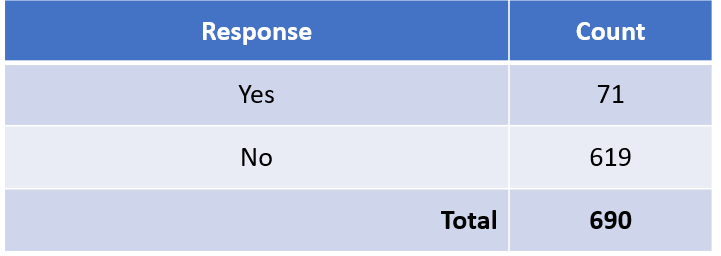 Response Count
Yes 71
No 619
Total 690